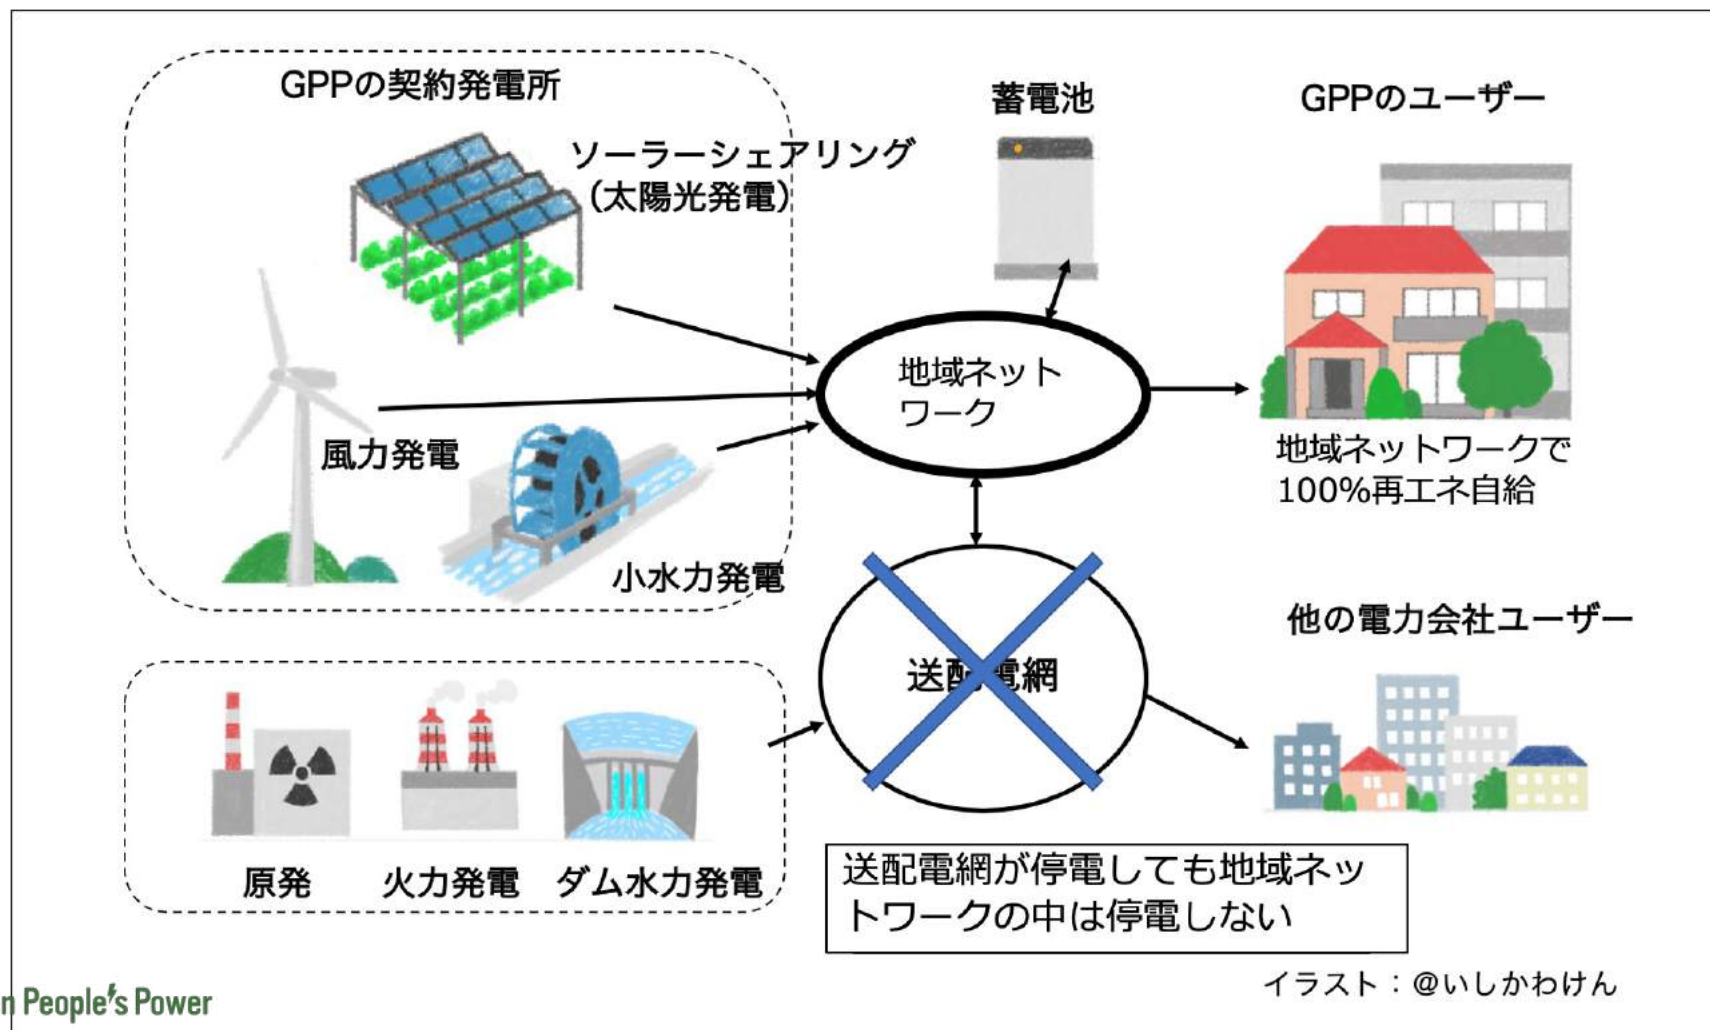 GPPの契約発電所
ソーラーシェアリング
（太陽光発電）
風力発電
小水力発電
蓄電池
GPPのユーザー
地域ネット
ワーク
地域ネットワークで
100%再エネ自給
送配電網
他の電力会社ユーザー
原発
火力発電
ダム水力発電
送配電網が停電しても地域ネッ
トワークの中は停電しない
イラスト：@いしかわけん
n People's Power